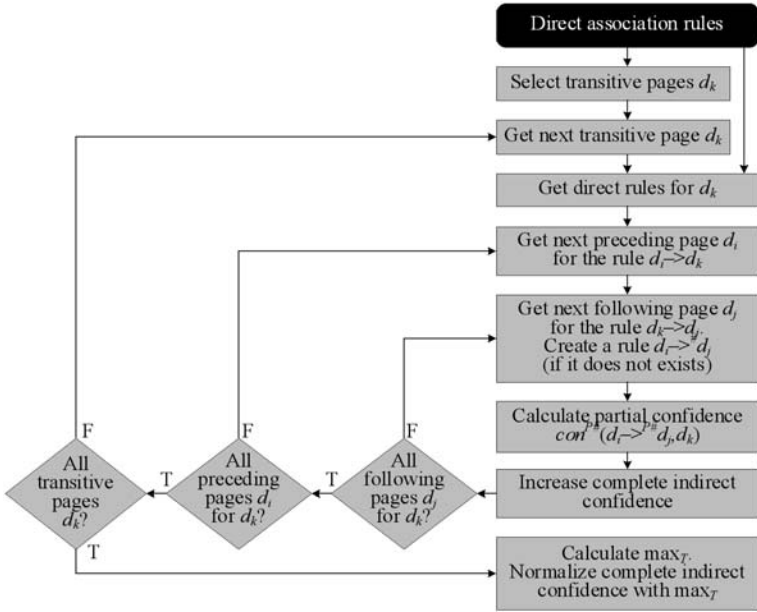 Direct association rules
Select transitive pages dk
Get next transitive page dk
Get direct rules for dk
Get next preceding page di
for the rule di–>dk
Get next following page dj
for the rule dk–>dj.
Create a rule di–>#dj
(if it does not exists)
Calculate partial confidence
conP#(di–>P#dj,dk)
Increase complete indirect
confidence
F
All
following
pages dj
for dk?
T
F
All
preceding
pages di
for dk?
T
F
All
transitive
pages
dk?
T
Calculate maxT.
Normalize complete indirect
confidence with maxT